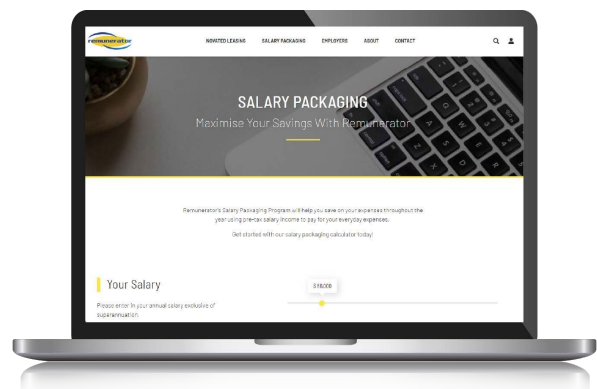 remunerator
NOVATED LEASING SALARY PACKAGING EMPLOYERS ABOUT CONTACT
SALARY PACKAGING
Maximise Your Savings With Remunerator
Remunerator's Salary Packaging Program will help you save on your expenses throughout the
year using pre-tax salary income to pay for your everyday expenses.
Get started with our salary packaging calculator today!
Your Salary
Please enter in your annual salary exclusive of
superannuation.